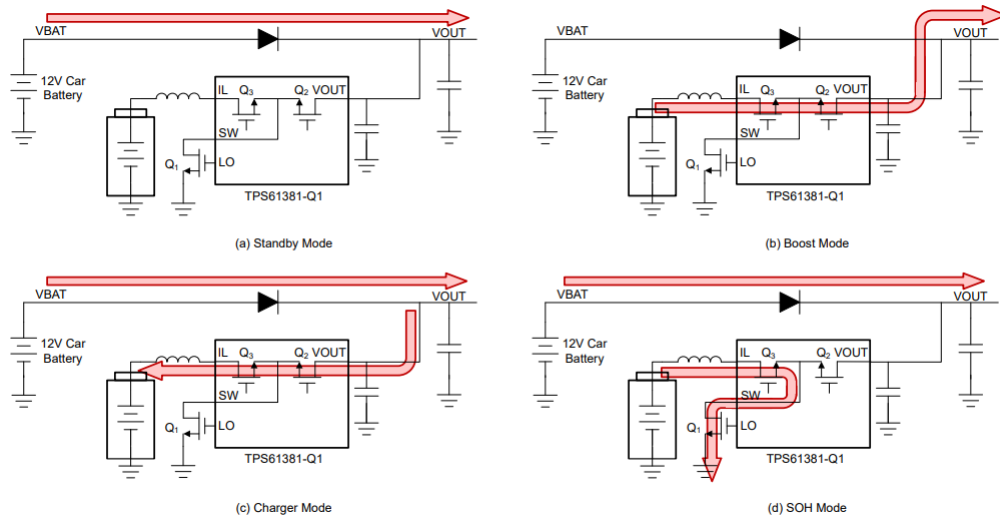 VBAT
VOUT
12V Car
Battery
IL
Q3
Q2
VOUT
SW
Q1
LO
TPS61381-Q1
(a) Standby Mode
VBAT
VOUT
12V Car
Battery
IL
Q3
Q2
VOUT
SW
Q1
LO
TPS61381-Q1
(b) Boost Mode
VBAT
VOUT
12V Car
Battery
IL
Q3
Q2
VOUT
SW
Q1
LO
TPS61381-Q1
(c) Charger Mode
VBAT
VOUT
12V Car
Battery
IL
Q3
Q2
VOUT
SW
Q1
LO
TPS61381-Q1
(d) SOH Mode